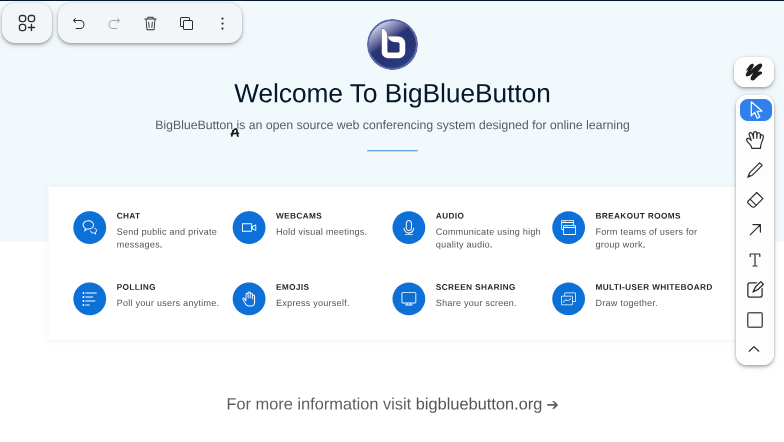 Welcome To BigBlueButton
BigBlueButton is an open source web conferencing system designed for online learning
A
CHAT
Send public and private
messages.
WEBCAMS
Hold visual meetings.
AUDIO
Communicate using high
quality audio.
BREAKOUT ROOMS
Form teams of users for
group work.
POLLING
Poll your users anytime.
EMOJIS
Express yourself.
SCREEN SHARING
Share your screen.
MULTI-USER WHITEBOARD
Draw together.
For more information visit bigbluebutton.org →